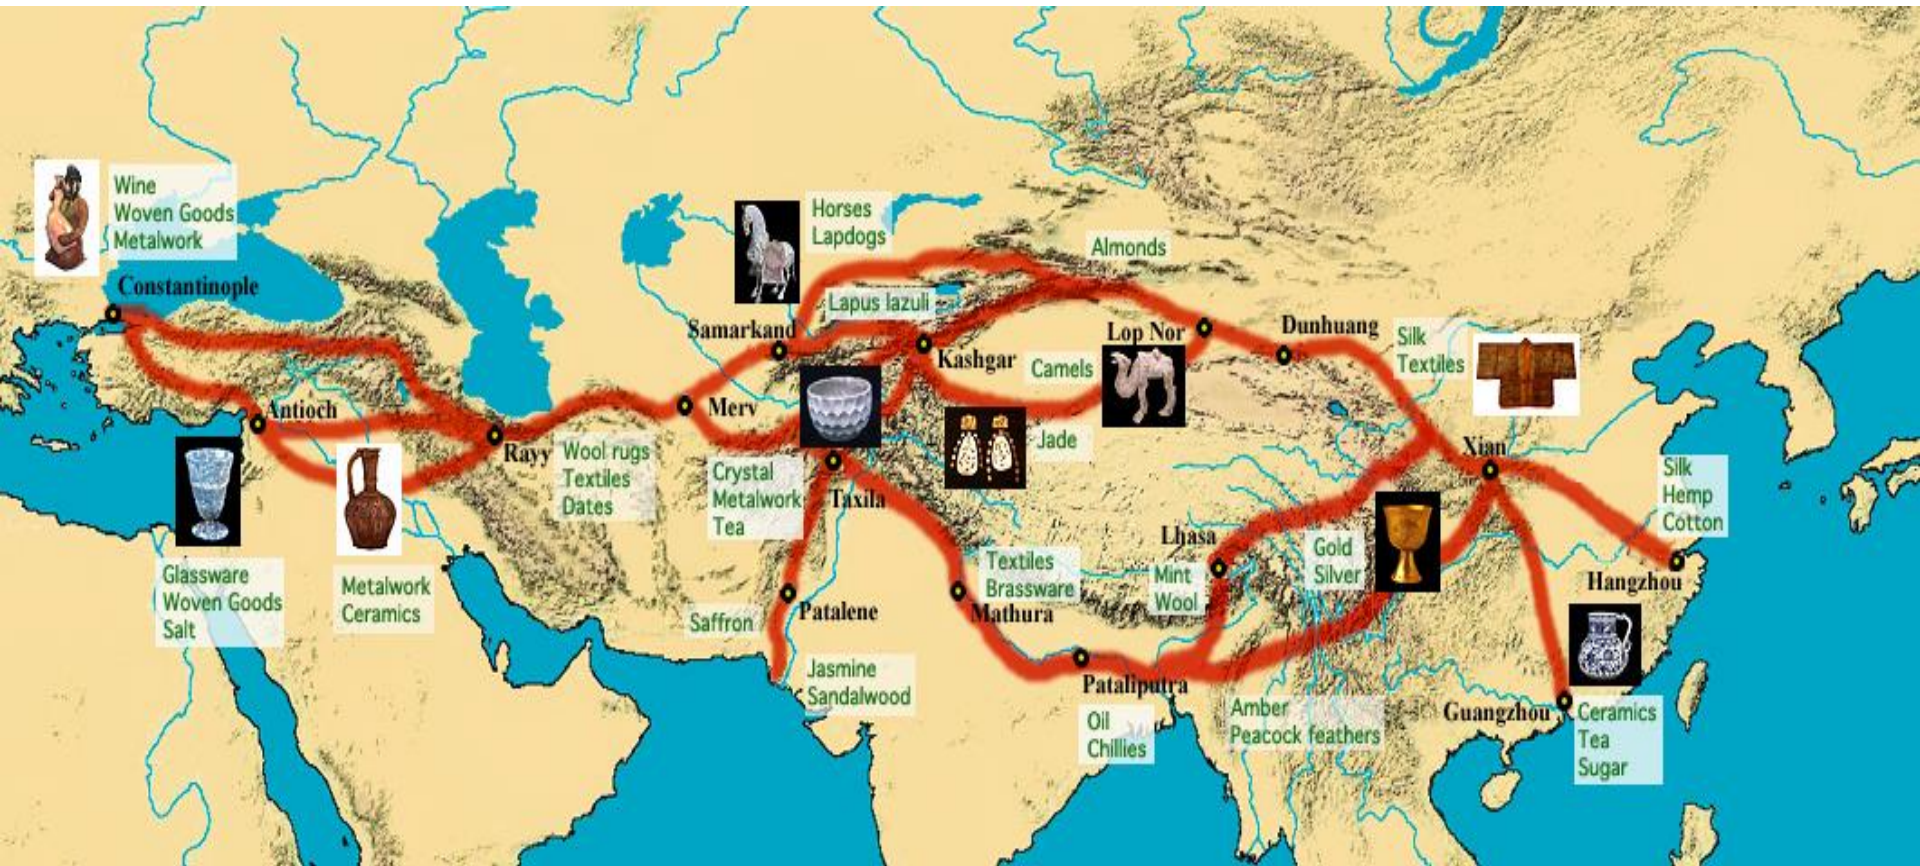 Wine
Woven Goods
Metalwork
Constantinople
Horses
Lapdogs
Almonds
Lapus lazuli
Samarkand
Kashgar
Lop Nor
Dunhuang
Silk
Textiles
Camels
Merv
Antioch
Jade
Rayy
Wool rugs
Textiles
Dates
Crystal
Metalwork
Tea
Taxila
Xian
Silk
Hemp
Cotton
Lhasa
Gold
Silver
Textiles
Brassware
Mint
Wool
Hangzhou
Glassware
Woven Goods
Salt
Metalwork
Ceramics
Saffron
Patalene
Mathura
Jasmine
Sandalwood
Pataliputra
Oil
Chillies
Amber
Peacock feathers
Guangzhou
Ceramics
Tea
Sugar